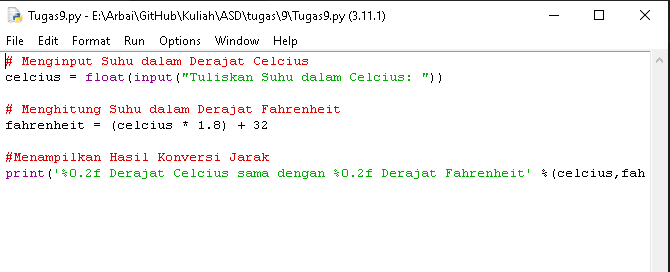 Tugas9.py - E:\Arbai\GitHub\Kuliah\ASD\tugas\9\Tugas9.py (3.11.1)
File Edit Format Run Options Window Help
# Menginput Suhu dalam Derajat Celcius
celcius = float(input("Tuliskan Suhu dalam Celcius: "))
# Menghitung Suhu dalam Derajat Fahrenheit
fahrenheit = (celcius * 1.8) + 32
#Menampilkan Hasil Konversi Jarak
print('%0.2f Derajat Celcius sama dengan %0.2f Derajat Fahrenheit' %(celcius,fah